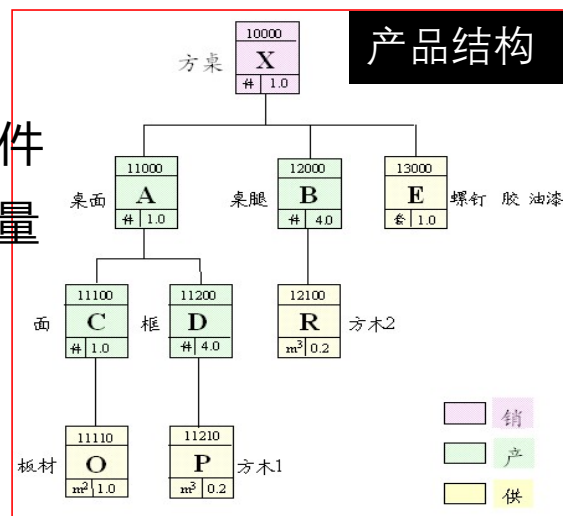 产品结构
件
量
10000
方桌
X
件 1.0
11000
桌面
A
件 1.0
12000
桌腿
B
件 4.0
13000
E
螺钉 胶 油漆
套 1.0
11100
面
C
件 1.0
11200
框
D
件 4.0
12100
R
方木2
m³ 0.2
11110
板材
O
m² 1.0
11210
P
方木1
m³ 0.2
销
产
供